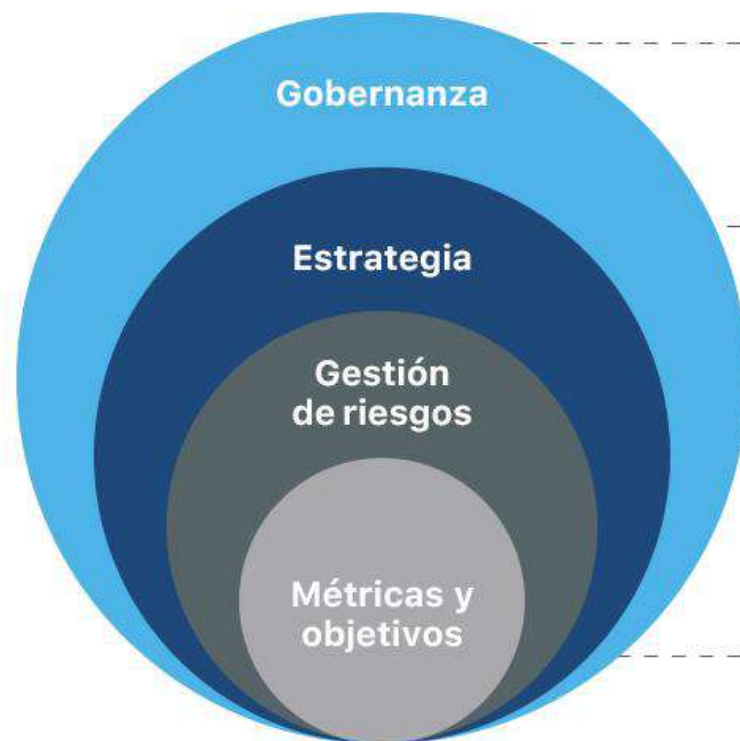 Gobernanza
Estrategia
Gestión
de riesgos
Métricas y
objetivos